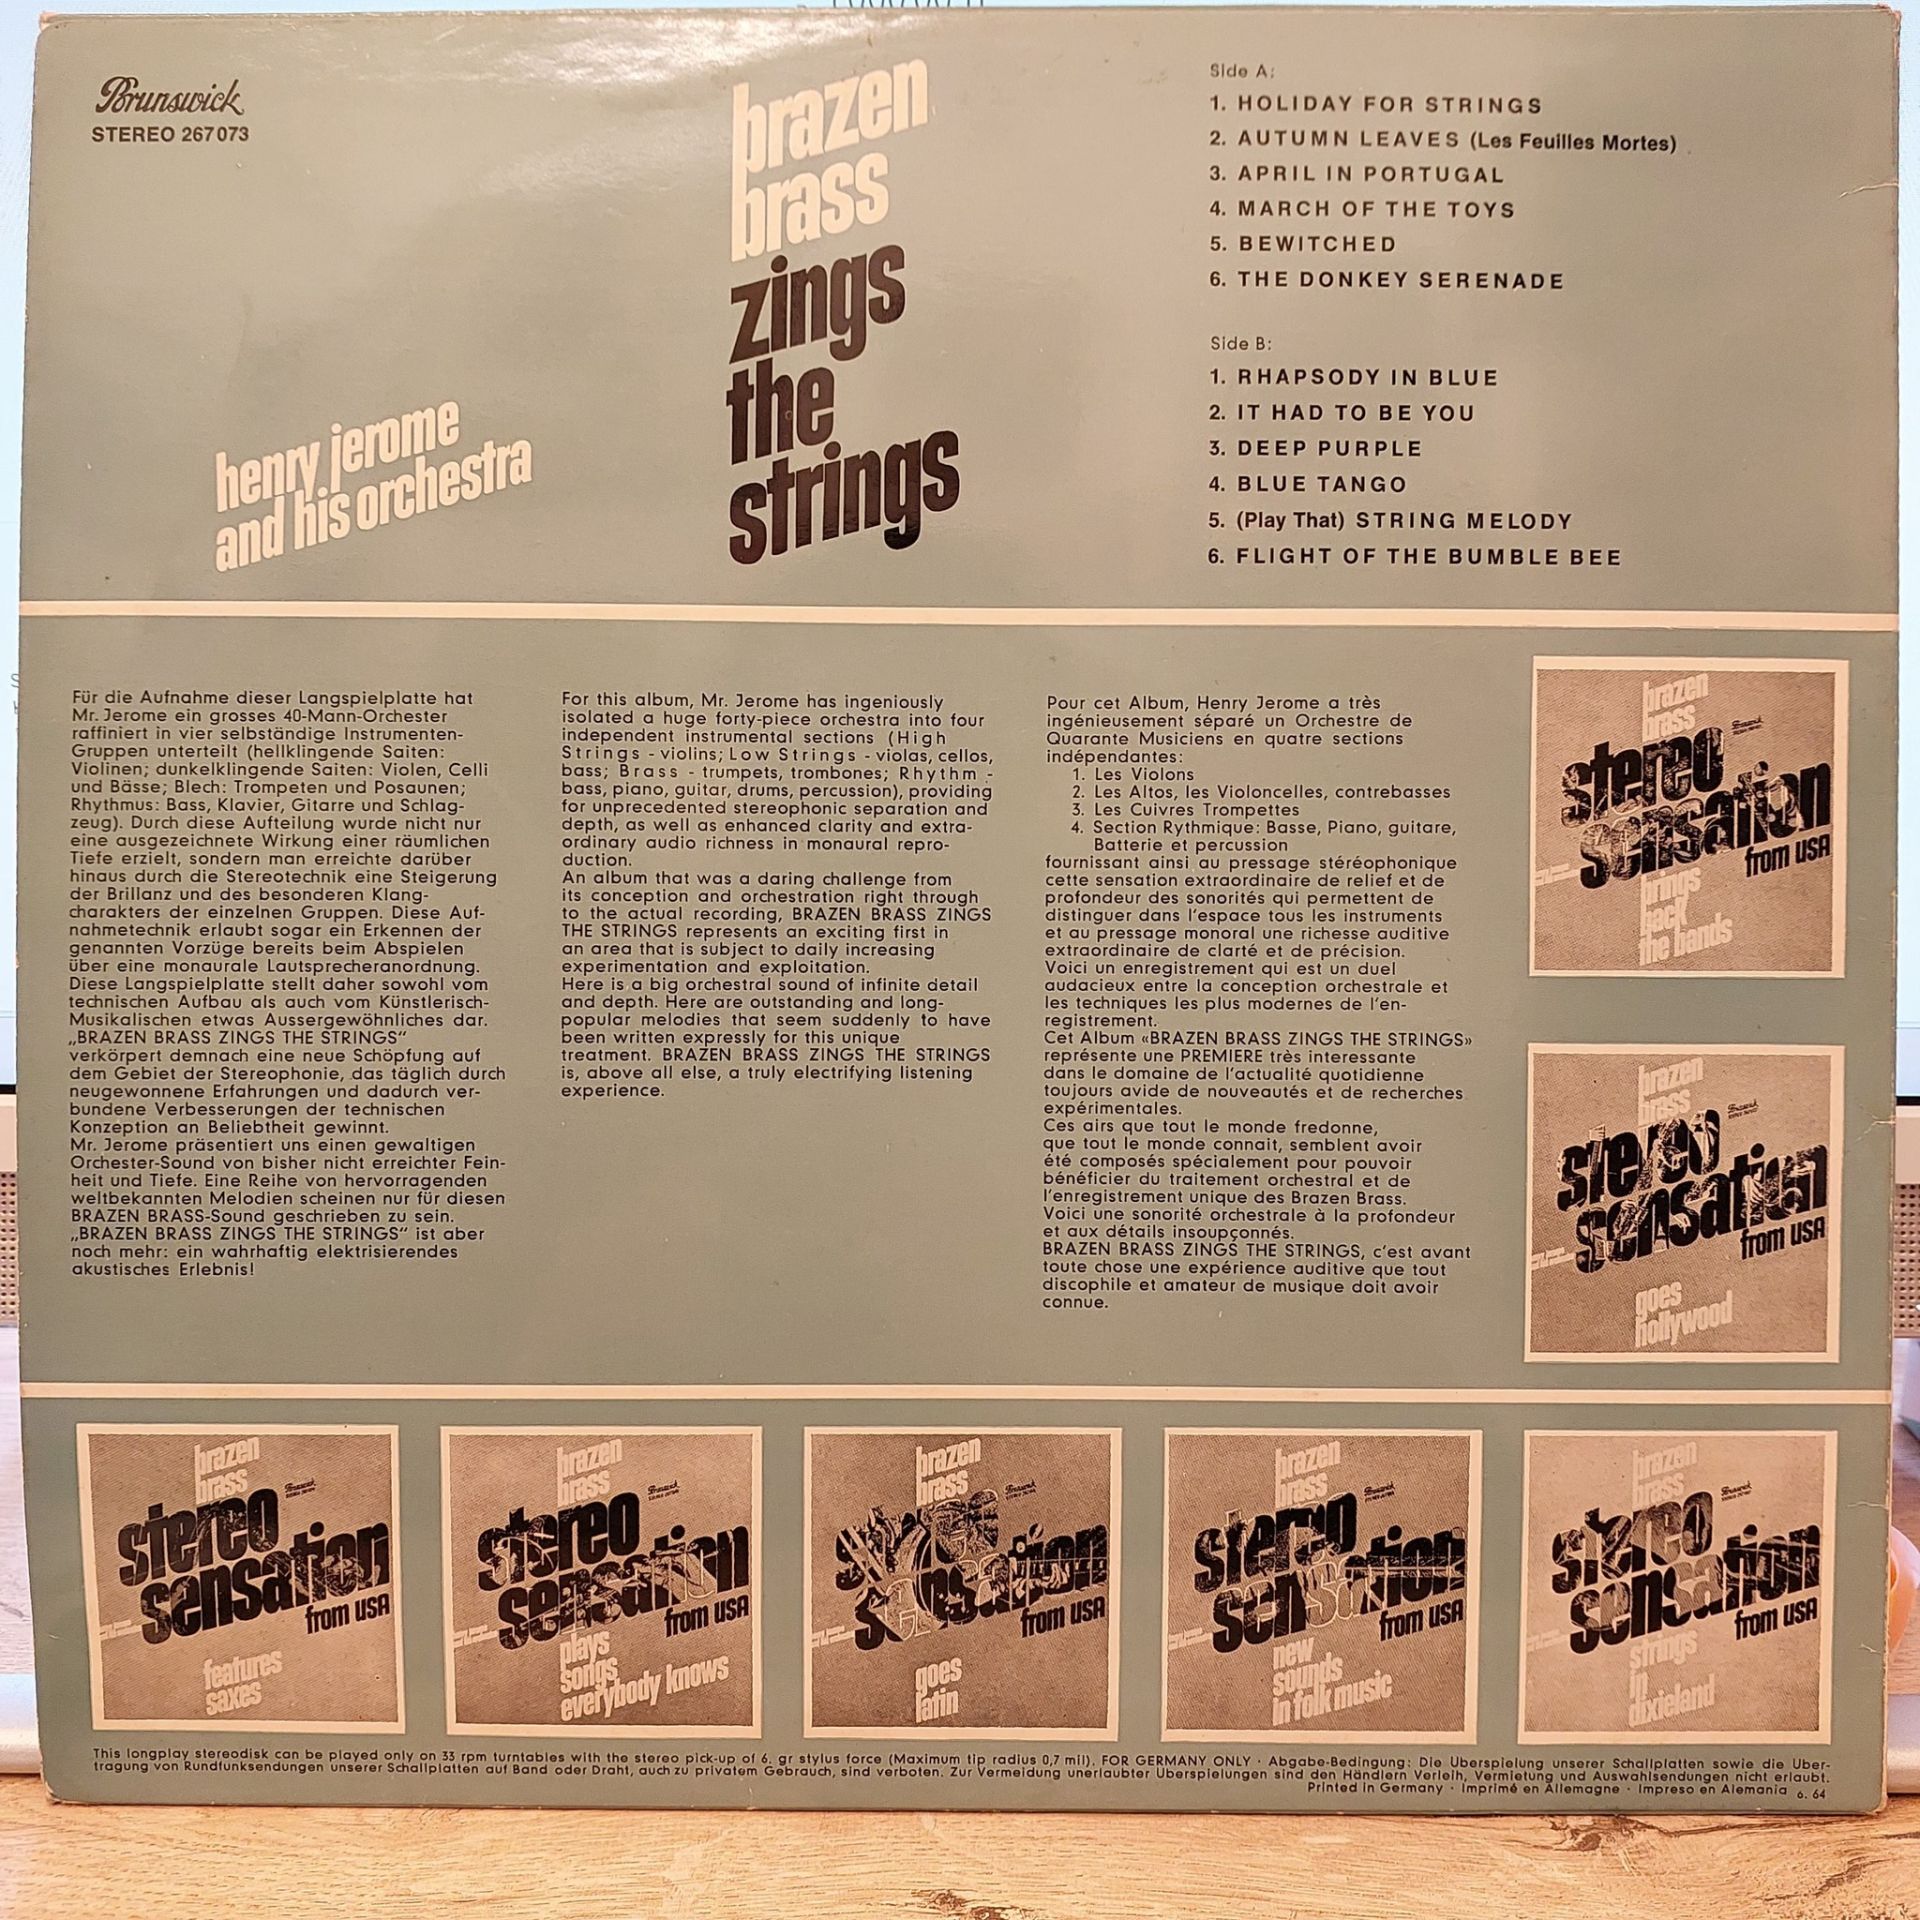 Brunswick
STEREO 267073
henry jerome
and his orchestra
brazen
brass
zings
the
strings
Side A:
1. HOLIDAY FOR STRINGS
2. AUTUMN LEAVES (Les Feuilles Mortes)
3. APRIL IN PORTUGAL
4. MARCH OF THE TOYS
5. BEWITCHED
6. THE DONKEY SERENADE
Side B:
1. RHAPSODY IN BLUE
2. IT HAD TO BE YOU
3. DEEP PURPLE
4. BLUE TANGO
5. (Play That) STRING MELODY
6. FLIGHT OF THE BUMBLE BEE
Für die Aufnahme dieser Langspielplatte hat
Mr. Jerome ein grosses 40-Mann-Orchester
raffiniert in vier selbständige Instrumenten-
Gruppen unterteilt (hellklingende Saiten:
Violinen; dunkelklingende Saiten: Violen, Celli
und Bässe; Blech: Trompeten und Posaunen;
Rhythmus: Bass, Klavier, Gitarre und Schlag-
zeug). Durch diese Aufteilung wurde nicht nur
eine ausgezeichnete Wirkung einer räumlichen
Tiefe erzielt, sondern man erreichte darüber
hinaus durch die Stereotechnik eine Steigerung
der Brillanz und des besonderen Klang-
charakters der einzelnen Gruppen. Diese Auf-
nahmetechnik erlaubt sogar ein Erkennen der
genannten Vorzüge bereits beim Abspielen
über eine monaurale Lautsprecheranordnung.
Diese Langspielplatte stellt daher sowohl vom
technischen Aufbau als auch vom Künstlerisch-
Musikalischen etwas Aussergewöhnliches dar.
„BRAZEN BRASS ZINGS THE STRINGS“
verkörpert demnach eine neue Schöpfung auf
dem Gebiet der Stereophonie, das täglich durch
neugewonnene Erfahrungen und dadurch ver-
bundene Verbesserungen der technischen
Konzeption an Beliebtheit gewinnt.
Mr. Jerome präsentiert uns einen gewaltigen
Orchester-Sound von bisher nicht erreichter Fein-
heit und Tiefe. Eine Reihe von hervorragenden
weltbekannten Melodien scheinen nur für diesen
BRAZEN BRASS-Sound geschrieben zu sein.
„BRAZEN BRASS ZINGS THE STRINGS“ ist aber
noch mehr: ein wahrhaftig elektrisierendes
akustisches Erlebnis!
For this album, Mr. Jerome has ingeniously
isolated a huge forty-piece orchestra into four
independent instrumental sections (High
Strings - violins; Low Strings - violas, cellos,
bass; Brass - trumpets, trombones; Rhythm -
bass, piano, guitar, drums, percussion), providing
for unprecedented stereophonic separation and
depth, as well as enhanced clarity and extra-
ordinary audio richness in monaural repro-
duction.
An album that was a daring challenge from
its conception and orchestration right through
to the actual recording, BRAZEN BRASS ZINGS
THE STRINGS represents an exciting first in
an area that is subject to daily increasing
experimentation and exploitation.
Here is a big orchestral sound of infinite detail
and depth. Here are outstanding and long-
popular melodies that seem suddenly to have
been written expressly for this unique
treatment. BRAZEN BRASS ZINGS THE STRINGS
is, above all else, a truly electrifying listening
experience.
Pour cet Album, Henry Jerome a très
ingénieusement séparé un Orchestre de
Quarante Musiciens en quatre sections
indépendantes:
1. Les Violons
2. Les Altos, les Violoncelles, contrebasses
3. Les Cuivres Trompettes
4. Section Rythmique: Basse, Piano, guitare,
Batterie et percussion
fournissant ainsi au pressage stéréophonique
cette sensation extraordinaire de relief et de
profondeur des sonorités qui permettent de
distinguer dans l'espace tous les instruments
et au pressage monoral une richesse auditive
extraordinaire de clarté et de précision.
Voici un enregistrement qui est un duel
audacieux entre la conception orchestrale et
les techniques les plus modernes de l'en-
registrement.
Cet Album «BRAZEN BRASS ZINGS THE STRINGS»
représente une PREMIERE très interessante
dans le domaine de l'actualité quotidienne
toujours avide de nouveautés et de recherches
expérimentales.
Ces airs que tout le monde fredonne,
que tout le monde connait, semblent avoir
été composés spécialement pour pouvoir
bénéficier du traitement orchestral et de
l'enregistrement unique des Brazen Brass.
Voici une sonorité orchestrale à la profondeur
et aux détails insoupçonnés.
BRAZEN BRASS ZINGS THE STRINGS, c'est avant
toute chose une expérience auditive que tout
discophile et amateur de musique doit avoir
connue.
brazen
brass
Brunswick
stereo
sensation
from USA
brings
back
the bands
brazen
brass
Brunswick
stereo
sensation
from USA
goes
hollywood
brazen
brass
Brunswick
stereo
sensation
from USA
features
saxes
brazen
brass
Brunswick
stereo
sensation
from USA
plays
songs
everybody knows
brazen
brass
Brunswick
stereo
sensation
from USA
goes
latin
brazen
brass
Brunswick
stereo
sensation
from USA
new
sounds
in folk music
brazen
brass
Brunswick
stereo
sensation
from USA
strings
in
dixieland
This longplay stereodisk can be played only on 33 rpm turntables with the stereo pick-up of 6. gr stylus force (Maximum tip radius 0,7 mil). FOR GERMANY ONLY · Abgabe-Bedingung: Die Überspielung unserer Schallplatten sowie die Über-
tragung von Rundfunksendungen unserer Schallplatten auf Band oder Draht, auch zu privatem Gebrauch, sind verboten. Zur Vermeidung unerlaubter Überspielungen sind den Händlern Verleih, Vermietung und Auswahlsendungen nicht erlaubt.
Printed in Germany · Imprimé en Allemagne · Impreso en Alemania 6. 64